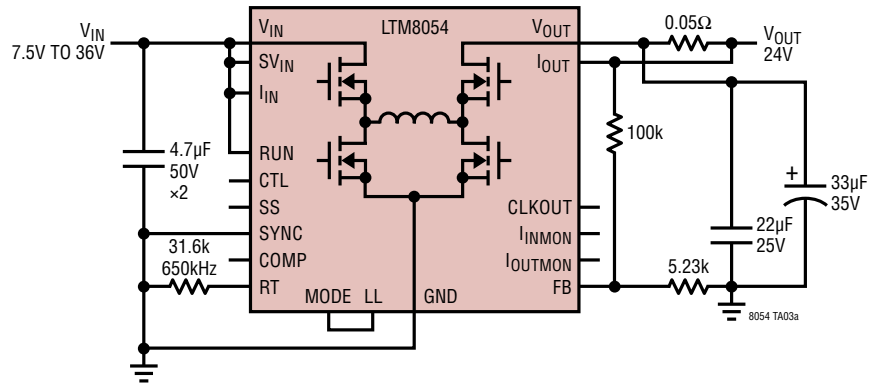 VIN
7.5V TO 36V
4.7µF
50V
×2
31.6k
650kHz
LTM8054
VIN
SVIN
IIN
RUN
CTL
SS
SYNC
COMP
RT
MODE LL GND
VOUT
IOUT
CLKOUT
IINMON
IOUTMON
FB
0.05Ω
VOUT
24V
100k
5.23k
22µF
25V
+
33µF
35V
8054 TA03a